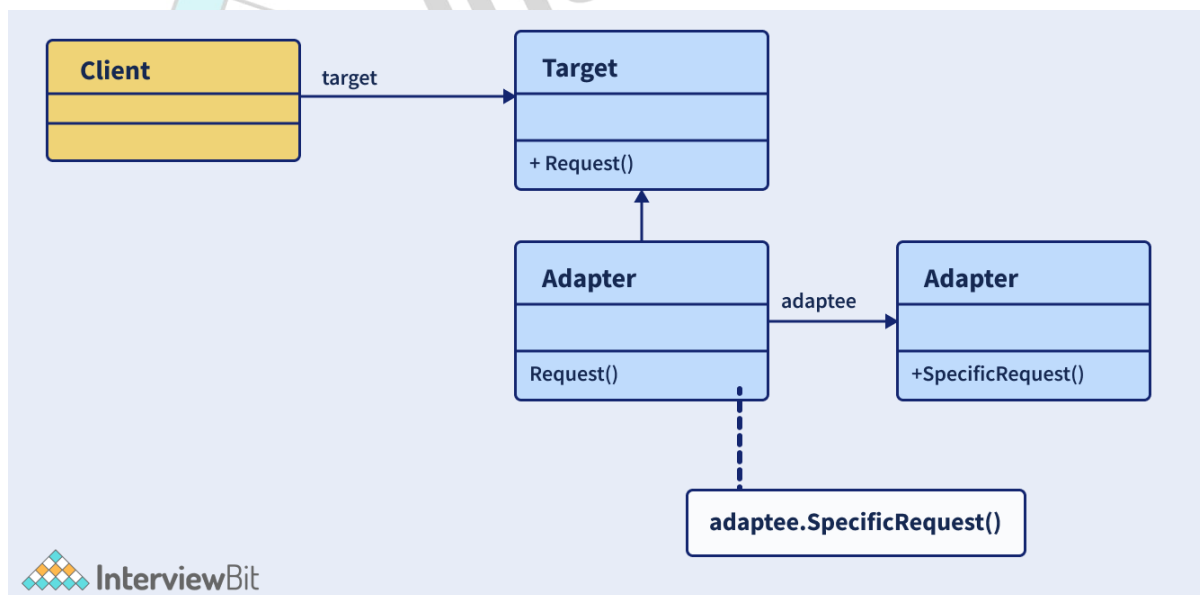 Client
target
Target
+ Request()
Adapter
Request()
adaptee
Adapter
+SpecificRequest()
adaptee.SpecificRequest()
InterviewBit